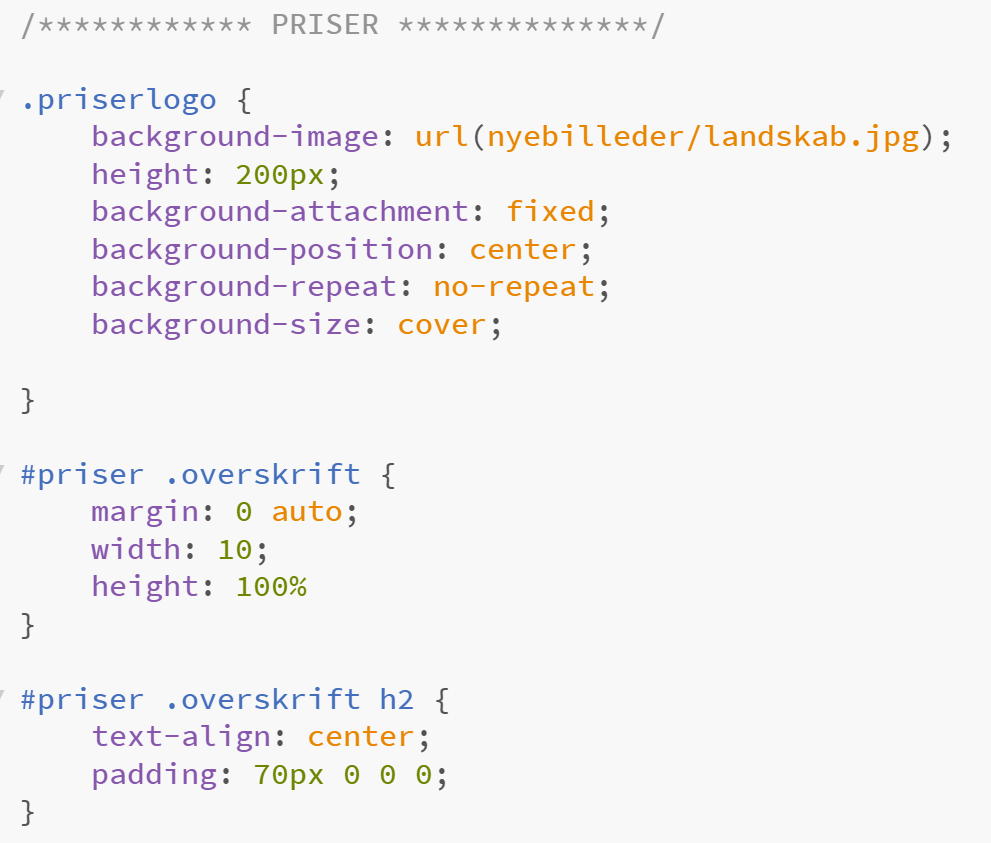 /************ PRISER **************/
.priserlogo {
    background-image: url(nyebilleder/landskab.jpg);
    height: 200px;
    background-attachment: fixed;
    background-position: center;
    background-repeat: no-repeat;
    background-size: cover;
}
#priser .overskrift {
    margin: 0 auto;
    width: 10;
    height: 100%
}
#priser .overskrift h2 {
    text-align: center;
    padding: 70px 0 0 0;
}